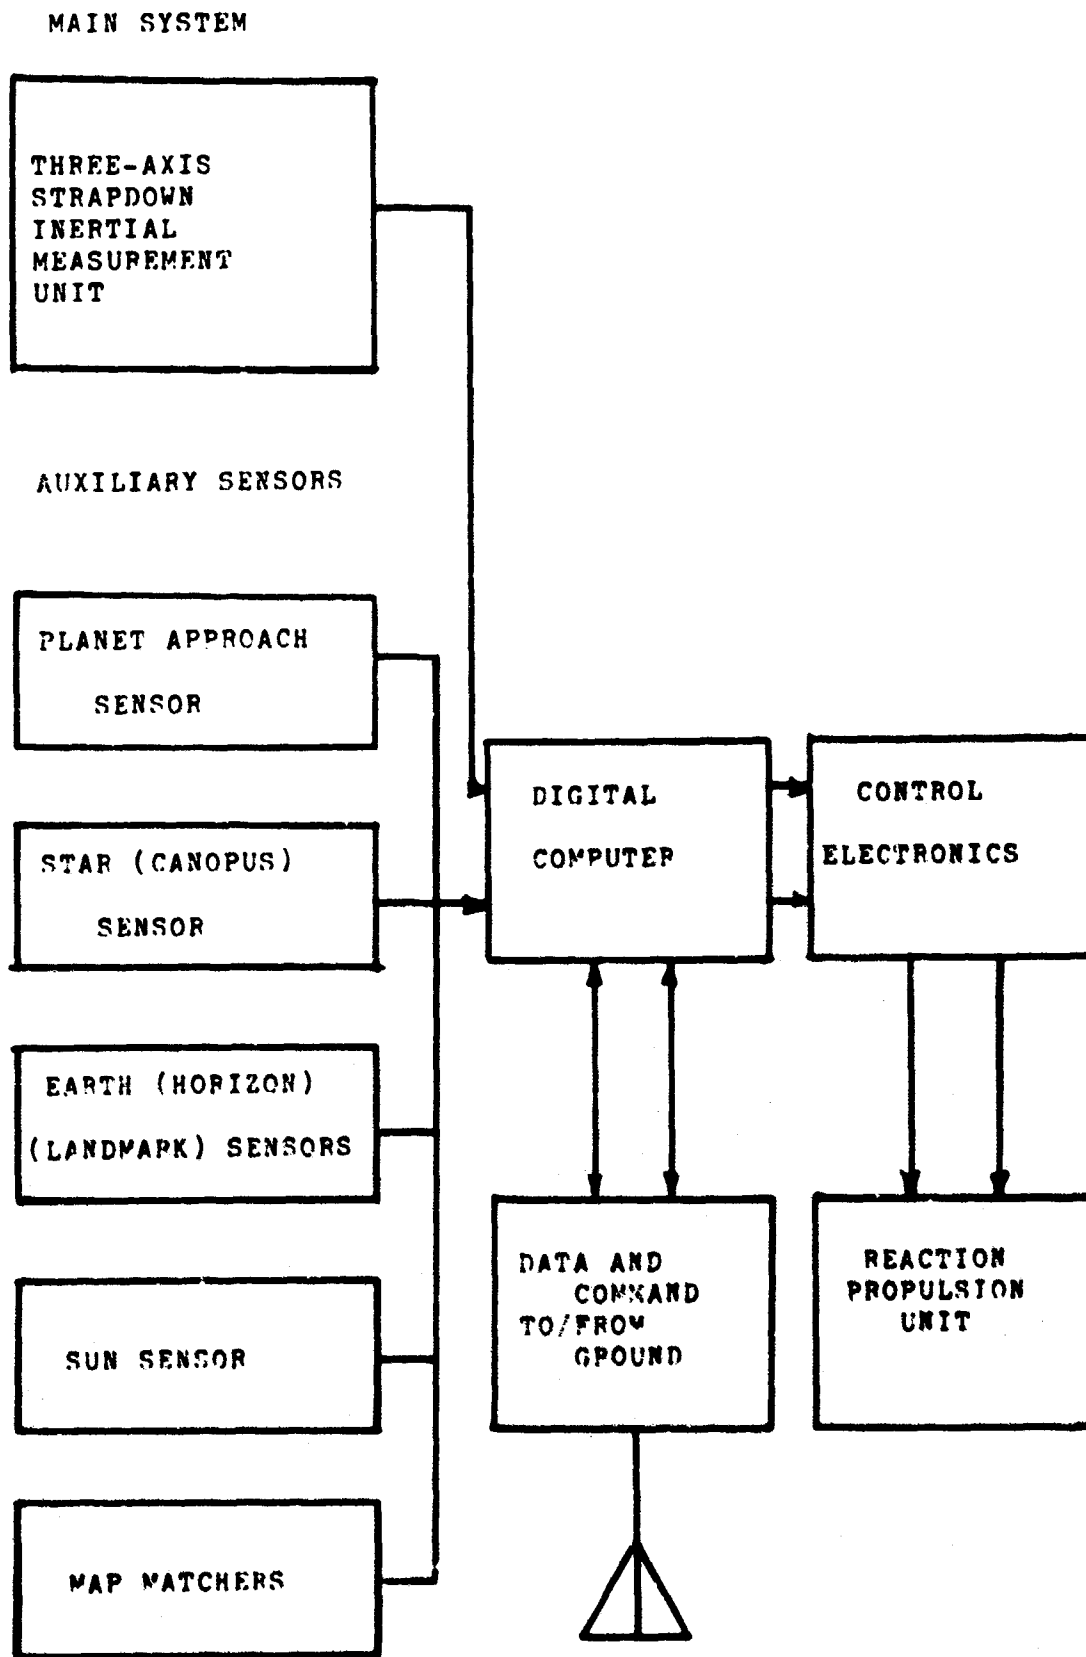 MAIN SYSTEM
THREE-AXIS
STRAPDOWN
INERTIAL
MEASUREMENT
UNIT
AUXILIARY SENSORS
PLANET APPROACH
SENSOR
STAR (CANOPUS)
SENSOR
EARTH (HORIZON)
(LANDMARK) SENSORS
SUN SENSOR
MAP MATCHERS
DIGITAL
COMPUTER
CONTROL
ELECTRONICS
DATA AND
COMMAND
TO/FROM
GROUND
REACTION
PROPULSION
UNIT